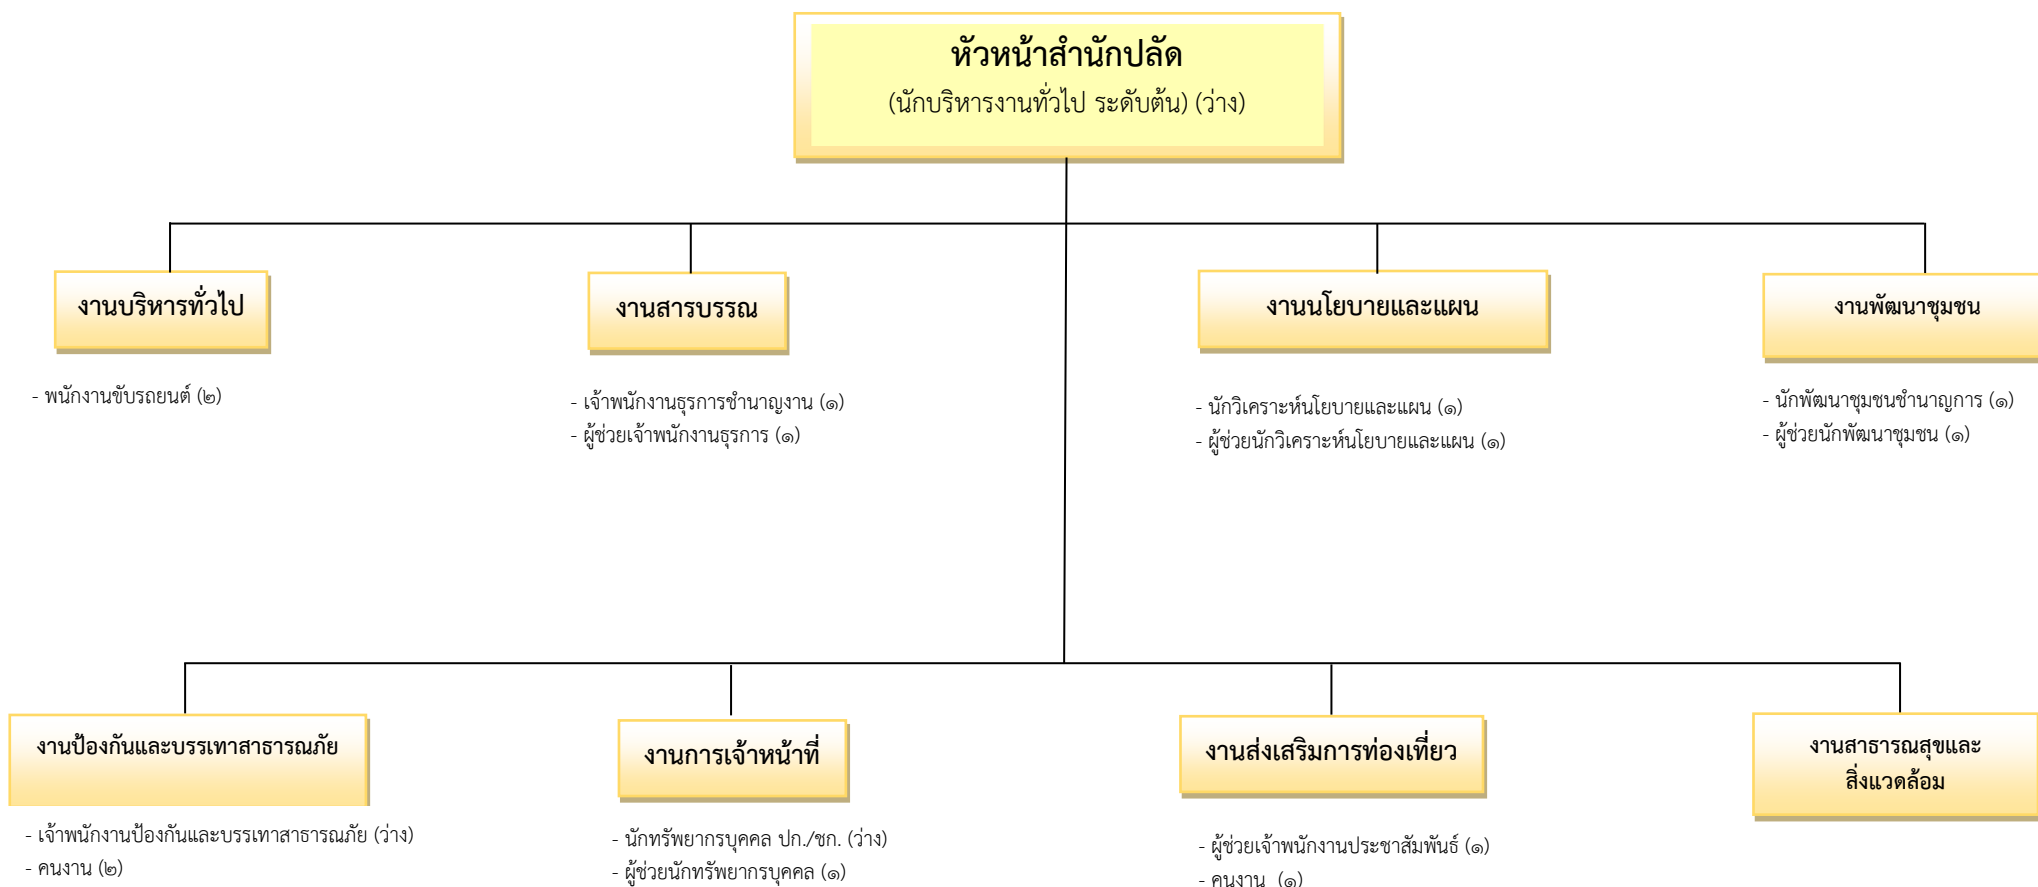 หัวหน้าสำนักปลัด
(นักบริหารงานทั่วไป ระดับต้น) (ว่าง)
งานบริหารทั่วไป
- พนักงานขับรถยนต์ (๒)
งานสารบรรณ
- เจ้าพนักงานธุรการชำนาญงาน (๑)
- ผู้ช่วยเจ้าพนักงานธุรการ (๑)
งานนโยบายและแผน
- นักวิเคราะห์นโยบายและแผน (๑)
- ผู้ช่วยนักวิเคราะห์นโยบายและแผน (๑)
งานพัฒนาชุมชน
- นักพัฒนาชุมชนชำนาญการ (๑)
- ผู้ช่วยนักพัฒนาชุมชน (๑)
งานป้องกันและบรรเทาสาธารณภัย
- เจ้าพนักงานป้องกันและบรรเทาสาธารณภัย (ว่าง)
- คนงาน (๒)
งานการเจ้าหน้าที่
- นักทรัพยากรบุคคล ปก./ชก. (ว่าง)
- ผู้ช่วยนักทรัพยากรบุคคล (๑)
งานส่งเสริมการท่องเที่ยว
- ผู้ช่วยเจ้าพนักงานประชาสัมพันธ์ (๑)
- คนงาน (๑)
งานสาธารณสุขและ
สิ่งแวดล้อม